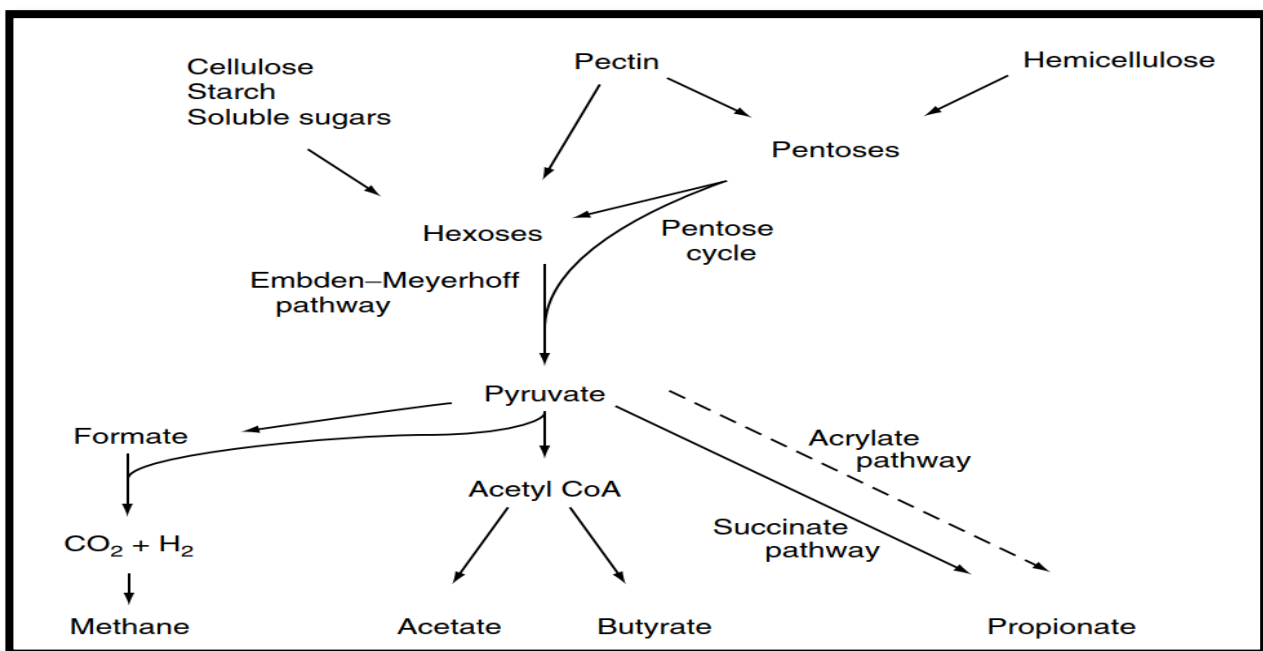 Cellulose
Starch
Soluble sugars
Pectin
Hemicellulose
Pentoses
Hexoses
Pentose
cycle
Embden–Meyerhoff
pathway
Pyruvate
Formate
Acrylate
pathway
Acetyl CoA
Succinate
pathway
CO₂ + H₂
Methane
Acetate
Butyrate
Propionate